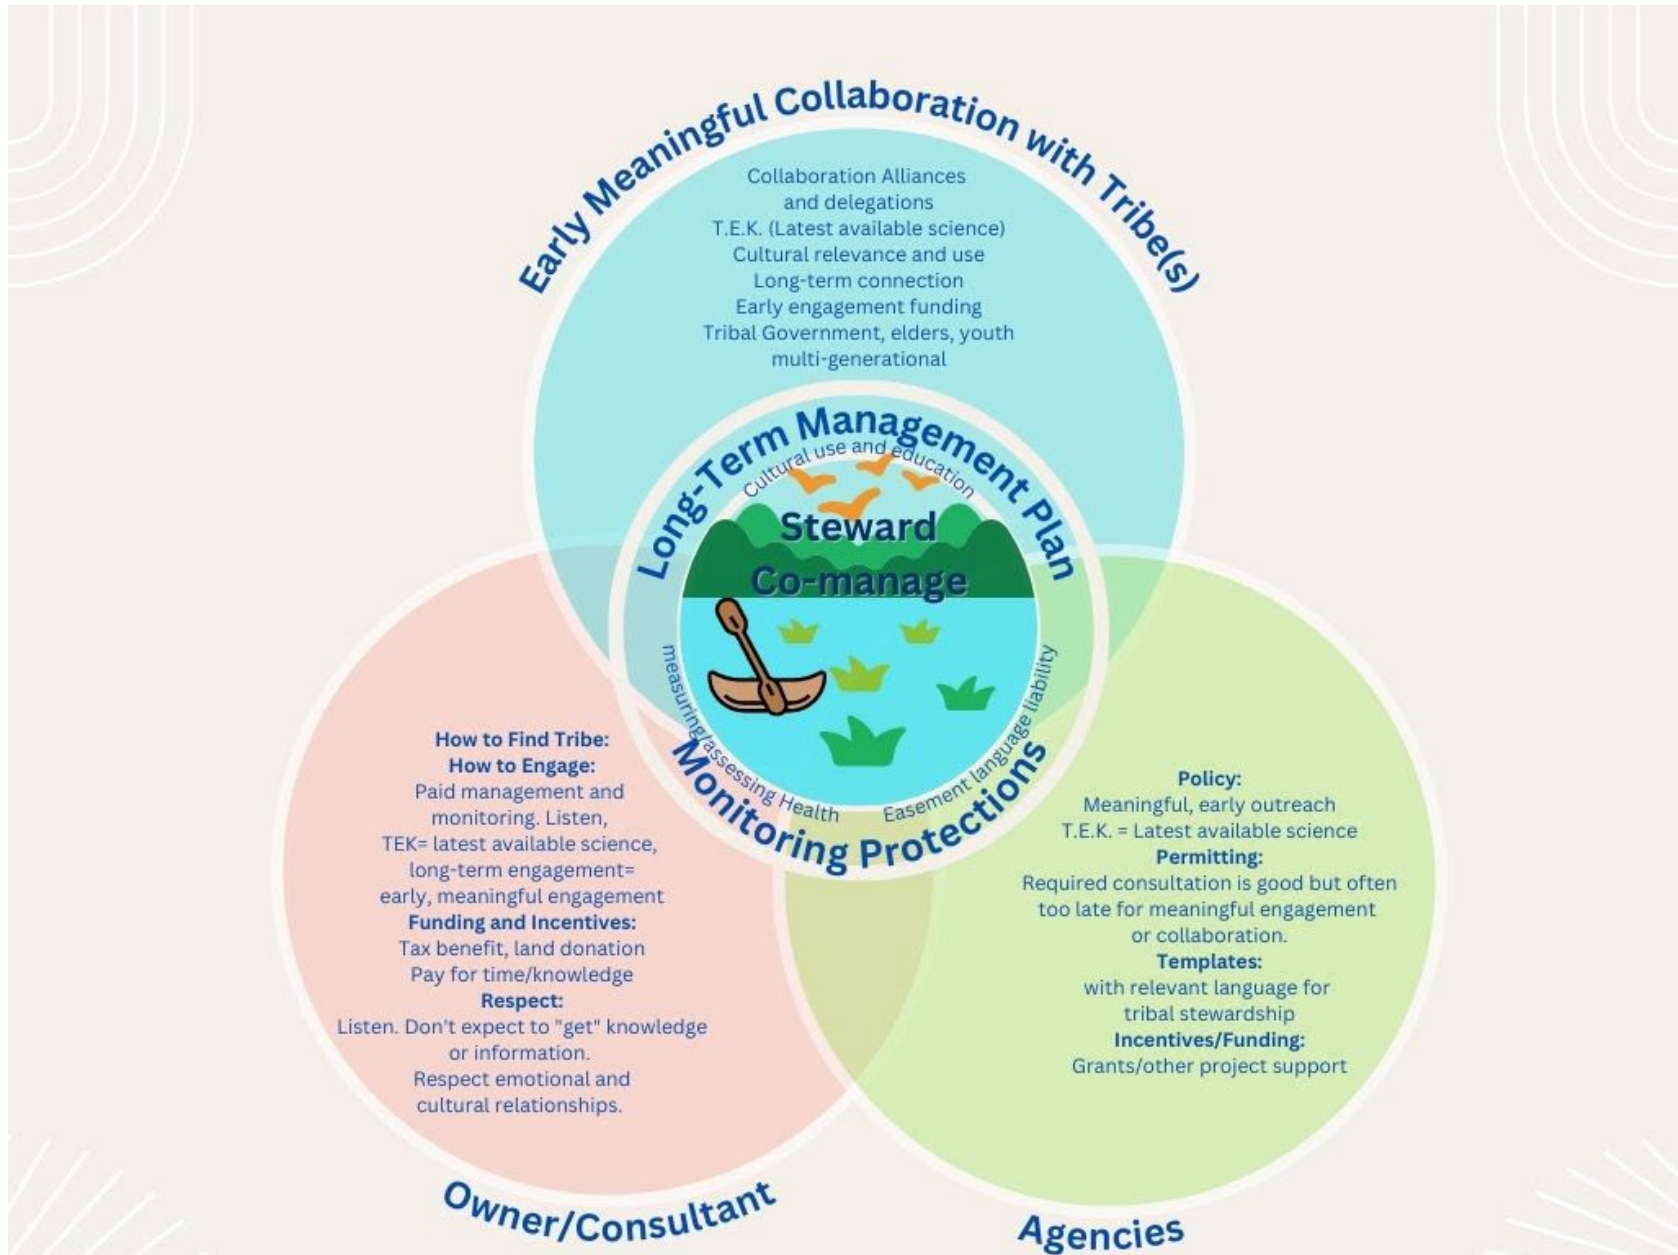 Early Meaningful Collaboration with Tribe(s)
Collaboration Alliances
and delegations
T.E.K. (Latest available science)
Cultural relevance and use
Long-term connection
Early engagement funding
Tribal Government, elders, youth
multi-generational
Long-Term Management Plan
Cultural use and education
Steward
Co-manage
measuring/assessing Health
Easement language liability
Monitoring Protections
How to Find Tribe:
How to Engage:
Paid management and
monitoring. Listen,
TEK= latest available science,
long-term engagement=
early, meaningful engagement
Funding and Incentives:
Tax benefit, land donation
Pay for time/knowledge
Respect:
Listen. Don't expect to "get" knowledge
or information.
Respect emotional and
cultural relationships.
Owner/Consultant
Policy:
Meaningful, early outreach
T.E.K. = Latest available science
Permitting:
Required consultation is good but often
too late for meaningful engagement
or collaboration.
Templates:
with relevant language for
tribal stewardship
Incentives/Funding:
Grants/other project support
Agencies